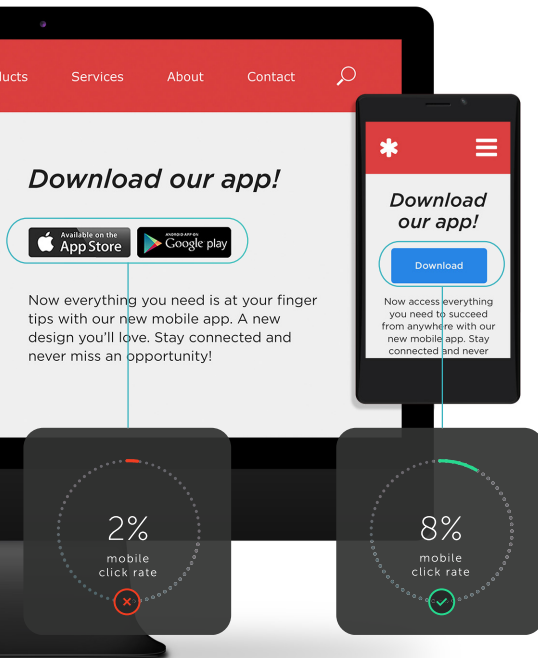 ducts Services About Contact
Download our app!
Available on the
App Store
ANDROID APP ON
Google play
Now everything you need is at your finger
tips with our new mobile app. A new
design you'll love. Stay connected and
never miss an opportunity!
Download
our app!
Download
Now access everything
you need to succeed
from anywhere with our
new mobile app. Stay
connected and never
2%
mobile
click rate
8%
mobile
click rate